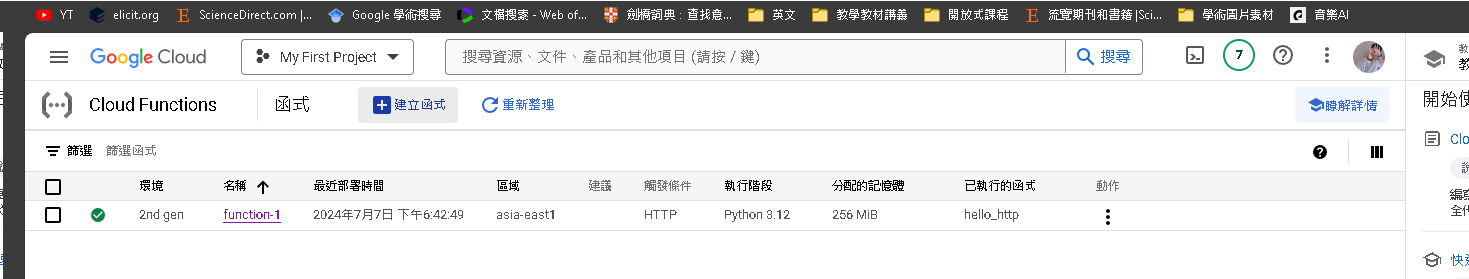 YT elicit.org ScienceDirect.com |... Google 學術搜尋 文檔搜索 - Web of... 劍橋詞典：查找意... 英文 教學教材講義 開放式課程 流覽期刊和書籍 |Sci... 學術圖片素材 音樂AI
Google Cloud My First Project 搜尋資源、文件、產品和其他項目 (請按 / 鍵) 搜尋 7
Cloud Functions 函式 建立函式 重新整理 瞭解詳情 開始使
篩選 篩選函式 Clo
環境 名稱 最近部署時間 區域 建議 觸發條件 執行階段 分配的記憶體 已執行的函式 動作
2nd gen function-1 2024年7月7日 下午6:42:49 asia-east1 HTTP Python 3.12 256 MiB hello_http